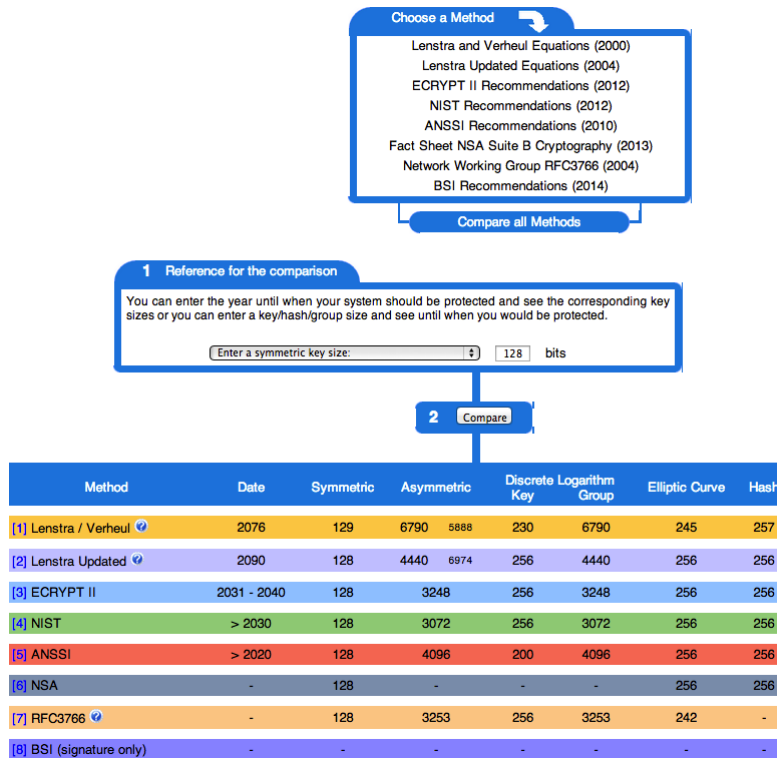 Choose a Method
Lenstra and Verheul Equations (2000)
Lenstra Updated Equations (2004)
ECRYPT II Recommendations (2012)
NIST Recommendations (2012)
ANSSI Recommendations (2010)
Fact Sheet NSA Suite B Cryptography (2013)
Network Working Group RFC3766 (2004)
BSI Recommendations (2014)
Compare all Methods
1 Reference for the comparison
You can enter the year until when your system should be protected and see the corresponding key
sizes or you can enter a key/hash/group size and see until when you would be protected.
Enter a symmetric key size: 128 bits
2 Compare
Method Date Symmetric Asymmetric Discrete Logarithm Elliptic Curve Hash
Key Group
[1] Lenstra / Verheul ? 2076 129 6790 5888 230 6790 245 257
[2] Lenstra Updated ? 2090 128 4440 6974 256 4440 256 256
[3] ECRYPT II 2031 - 2040 128 3248 256 3248 256 256
[4] NIST > 2030 128 3072 256 3072 256 256
[5] ANSSI > 2020 128 4096 200 4096 256 256
[6] NSA - 128 - - - 256 256
[7] RFC3766 ? - 128 3253 256 3253 242 -
[8] BSI (signature only) - - - - - - -